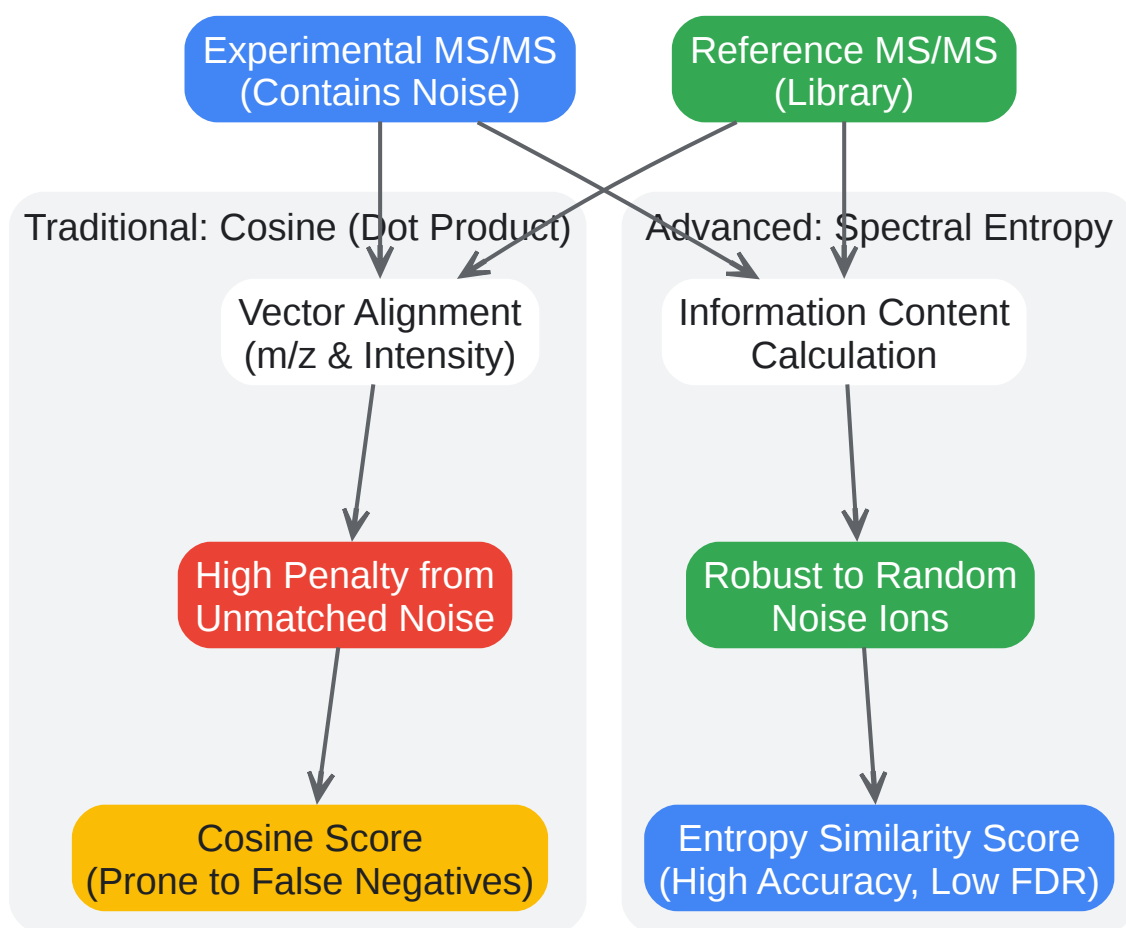 Experimental MS/MS
(Contains Noise)
Reference MS/MS
(Library)
Traditional: Cosine (Dot Product)
Advanced: Spectral Entropy
Vector Alignment
(m/z & Intensity)
Information Content
Calculation
High Penalty from
Unmatched Noise
Robust to Random
Noise Ions
Cosine Score
(Prone to False Negatives)
Entropy Similarity Score
(High Accuracy, Low FDR)